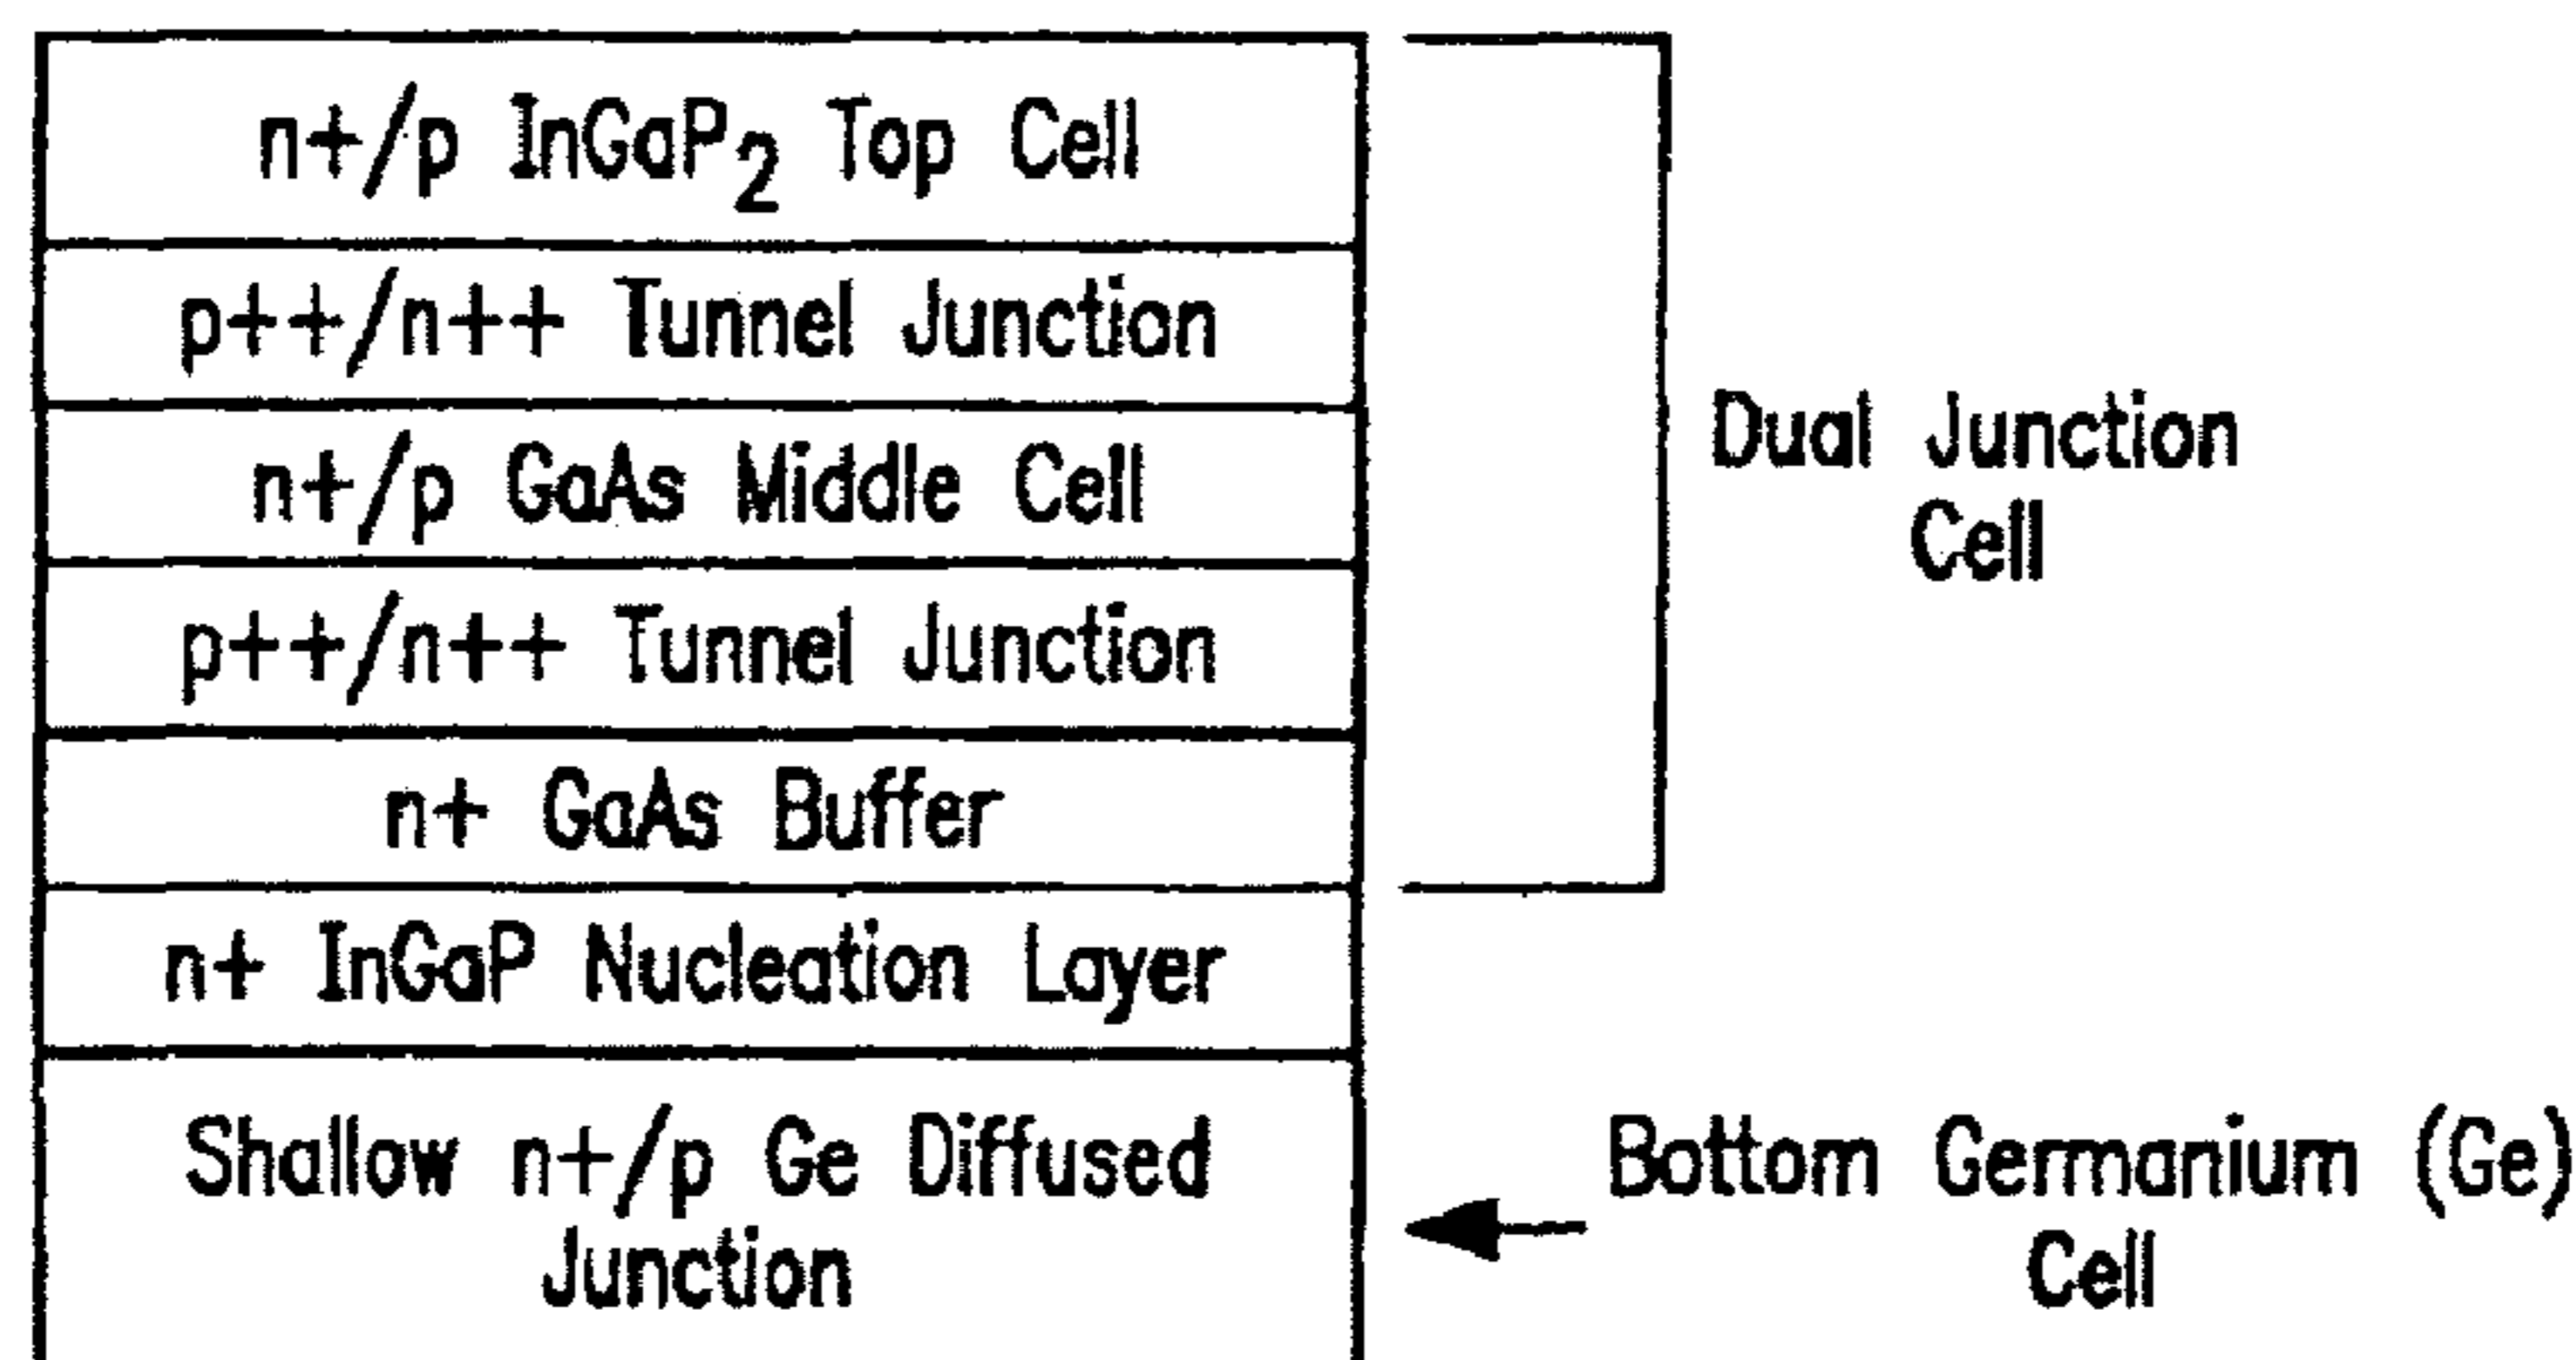 n+/p InGaP2 Top Cell
p++/n++ Tunnel Junction
n+/p GaAs Middle Cell
p++/n++ Tunnel Junction
n+ GaAs Buffer
n+ InGaP Nucleation Layer
Shallow n+/p Ge Diffused
Junction
Dual Junction
Cell
Bottom Germanium (Ge)
Cell